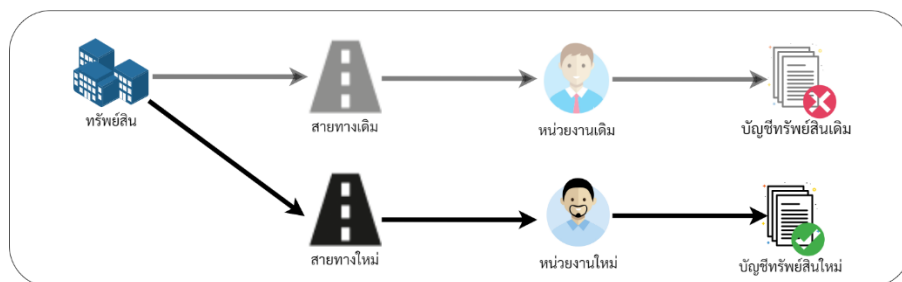 ทรัพย์สิน
สายทางเดิม
หน่วยงานเดิม
บัญชีทรัพย์สินเดิม
สายทางใหม่
หน่วยงานใหม่
บัญชีทรัพย์สินใหม่